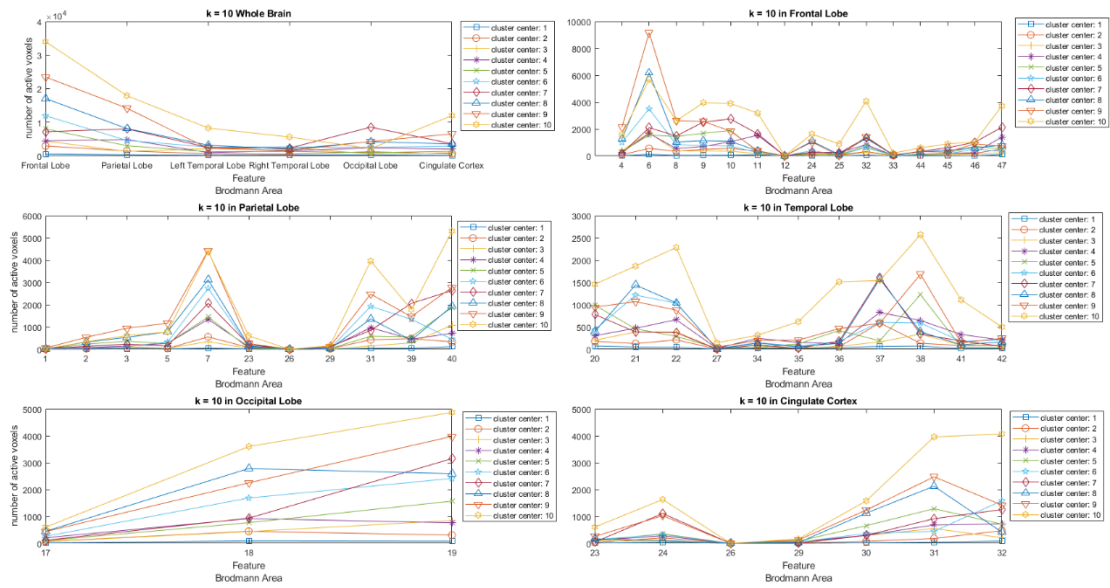 k = 10 Whole Brain
× 10⁴
4
3
2
1
0
number of active voxels
Frontal Lobe Parietal Lobe Left Temporal Lobe Right Temporal Lobe Occipital Lobe Cingulate Cortex
Feature
Brodmann Area
cluster center: 1
cluster center: 2
cluster center: 3
cluster center: 4
cluster center: 5
cluster center: 6
cluster center: 7
cluster center: 8
cluster center: 9
cluster center: 10
k = 10 in Frontal Lobe
10000
8000
6000
4000
2000
0
4 6 8 9 10 11 12 24 25 32 33 44 45 46 47
Feature
Brodmann Area
cluster center: 1
cluster center: 2
cluster center: 3
cluster center: 4
cluster center: 5
cluster center: 6
cluster center: 7
cluster center: 8
cluster center: 9
cluster center: 10
k = 10 in Parietal Lobe
6000
5000
4000
3000
2000
1000
0
number of active voxels
1 2 3 5 7 23 26 29 31 39 40
Feature
Brodmann Area
cluster center: 1
cluster center: 2
cluster center: 3
cluster center: 4
cluster center: 5
cluster center: 6
cluster center: 7
cluster center: 8
cluster center: 9
cluster center: 10
k = 10 in Temporal Lobe
3000
2500
2000
1500
1000
500
0
20 21 22 27 34 35 36 37 38 41 42
Feature
Brodmann Area
cluster center: 1
cluster center: 2
cluster center: 3
cluster center: 4
cluster center: 5
cluster center: 6
cluster center: 7
cluster center: 8
cluster center: 9
cluster center: 10
k = 10 in Occipital Lobe
5000
4000
3000
2000
1000
0
number of active voxels
17 18 19
Feature
Brodmann Area
cluster center: 1
cluster center: 2
cluster center: 3
cluster center: 4
cluster center: 5
cluster center: 6
cluster center: 7
cluster center: 8
cluster center: 9
cluster center: 10
k = 10 in Cingulate Cortex
5000
4000
3000
2000
1000
0
23 24 26 29 30 31 32
Feature
Brodmann Area
cluster center: 1
cluster center: 2
cluster center: 3
cluster center: 4
cluster center: 5
cluster center: 6
cluster center: 7
cluster center: 8
cluster center: 9
cluster center: 10